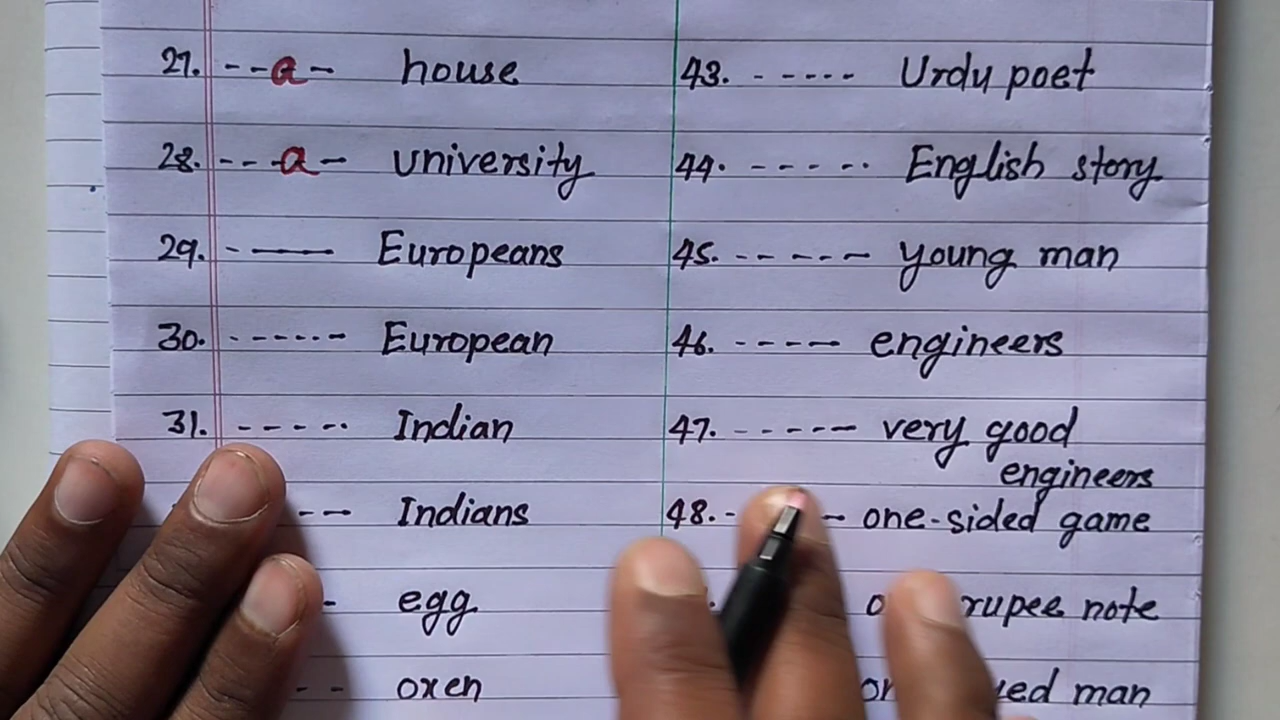 27. --a- house
28. ---a- university
29. ----- Europeans
30. ------ European
31. ----- Indian
--- Indians
- egg
-- oxen
43. ----- Urdu poet
44. ----- English story
45. ----- young man
46. ---- engineers
47. ----- very good
engineers
48. - - one-sided game
rupee note
man